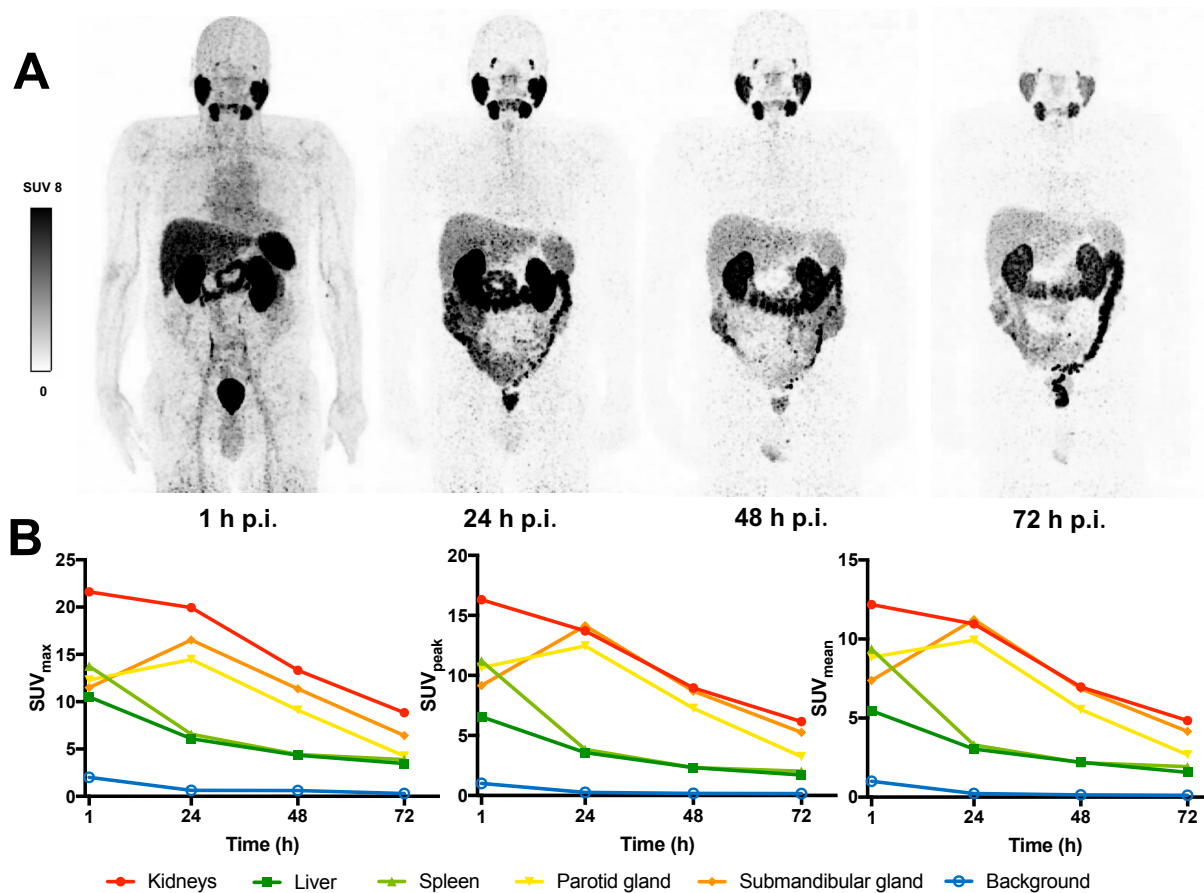 A
SUV 8
0
1 h p.i.
24 h p.i.
48 h p.i.
72 h p.i.
B
SUVmax
25
20
15
10
5
0
1
24
48
72
Time (h)
SUVpeak
20
15
10
5
0
1
24
48
72
Time (h)
SUVmean
15
10
5
0
1
24
48
72
Time (h)
Kidneys
Liver
Spleen
Parotid gland
Submandibular gland
Background